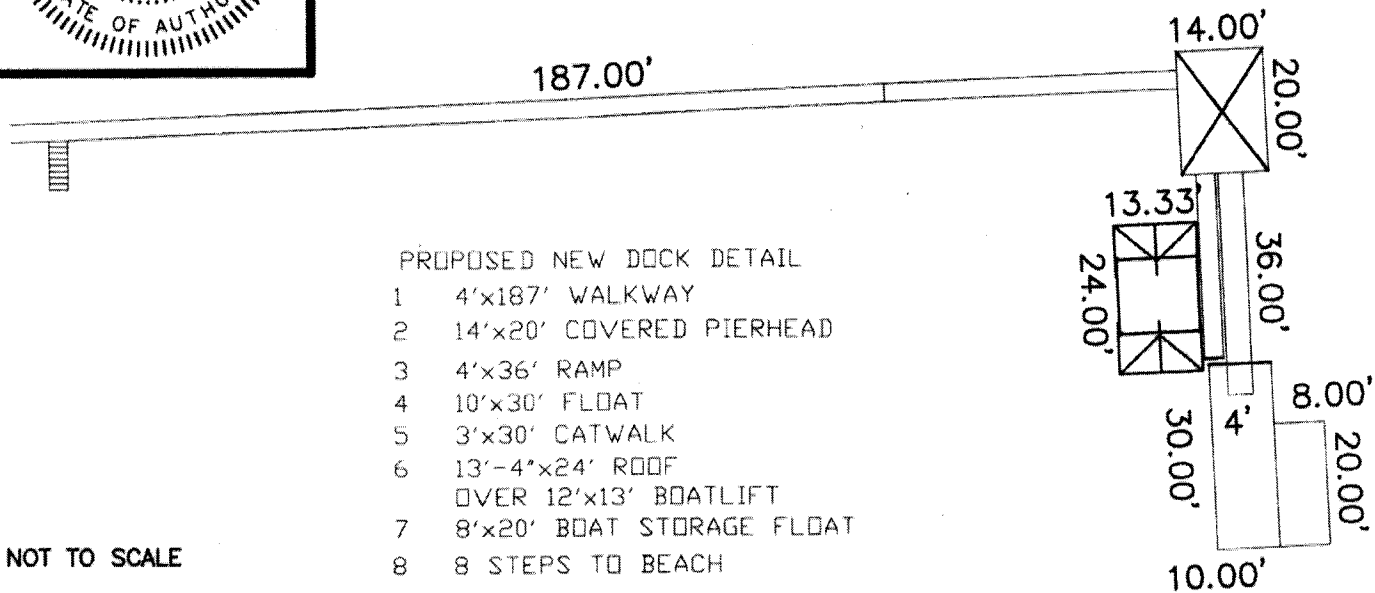 ATE OF AUTHO
187.00'
14.00'
20.00'
13.33'
24.00'
36.00'
PROPOSED NEW DOCK DETAIL
1 4'x187' WALKWAY
2 14'x20' COVERED PIERHEAD
3 4'x36' RAMP
4 10'x30' FLOAT
5 3'x30' CATWALK
6 13'-4"x24' ROOF
OVER 12'x13' BOATLIFT
7 8'x20' BOAT STORAGE FLOAT
8 8 STEPS TO BEACH
8.00'
4'
30.00'
20.00'
10.00'
NOT TO SCALE